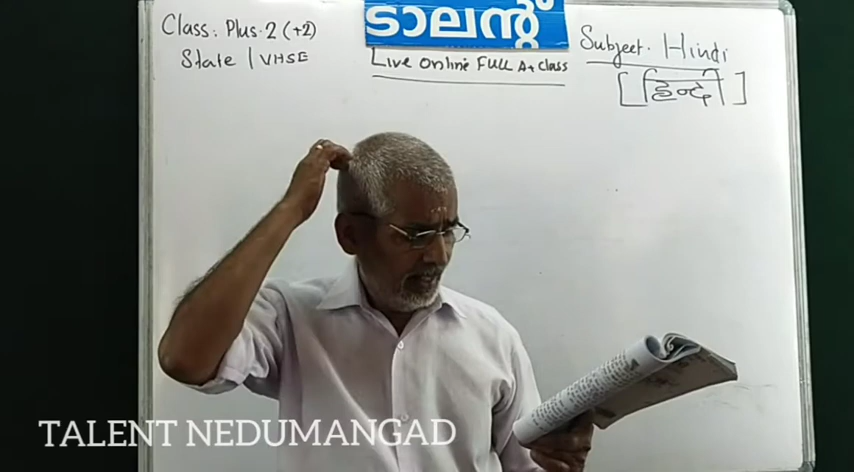 Class: Plus.2 (+2)
State / VHSE
ടാലന്റ്
Live Online Full A+ Class
Subject. Hindi
[हिन्दी]
TALENT NEDUMANGAD